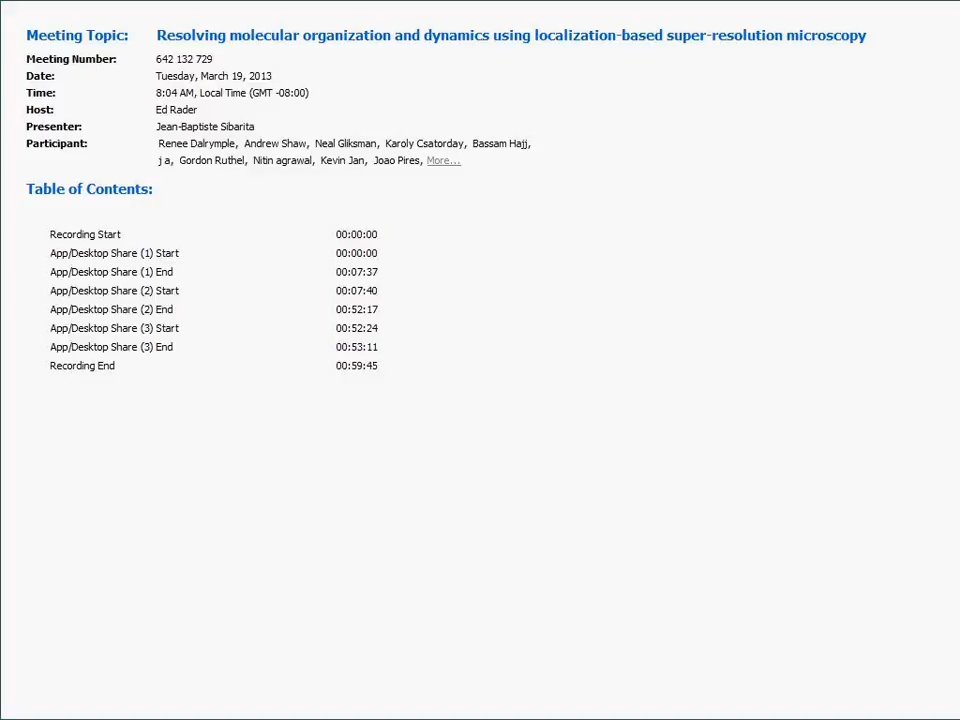 Meeting Topic: Resolving molecular organization and dynamics using localization-based super-resolution microscopy
Meeting Number: 642 132 729
Date: Tuesday, March 19, 2013
Time: 8:04 AM, Local Time (GMT -08:00)
Host: Ed Rader
Presenter: Jean-Baptiste Sibarita
Participant: Renee Dalrymple, Andrew Shaw, Neal Gliksman, Karoly Csatorday, Bassam Hajj,
j a, Gordon Ruthel, Nitin agrawal, Kevin Jan, Joao Pires, More...
Table of Contents:
Recording Start 00:00:00
App/Desktop Share (1) Start 00:00:00
App/Desktop Share (1) End 00:07:37
App/Desktop Share (2) Start 00:07:40
App/Desktop Share (2) End 00:52:17
App/Desktop Share (3) Start 00:52:24
App/Desktop Share (3) End 00:53:11
Recording End 00:59:45